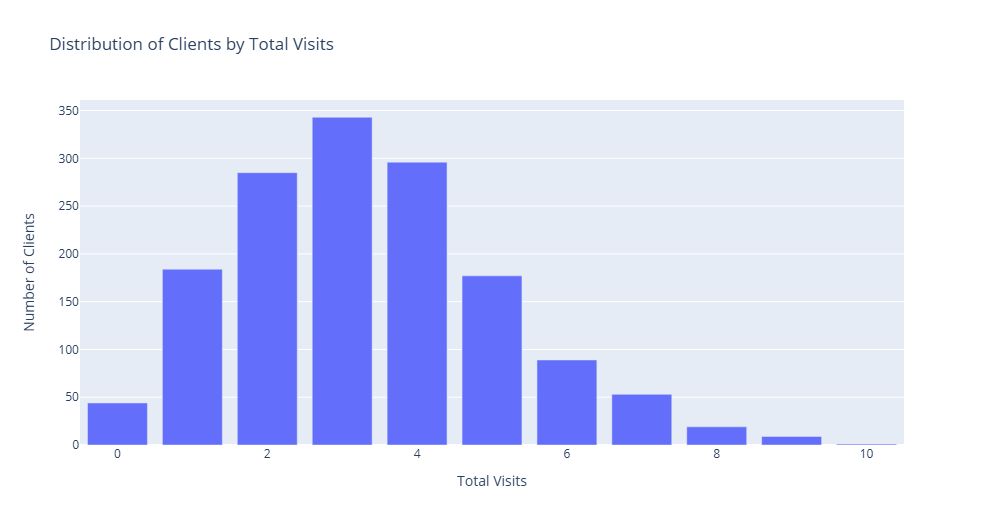 Distribution of Clients by Total Visits
Number of Clients
350
300
250
200
150
100
50
0
0 2 4 6 8 10
Total Visits